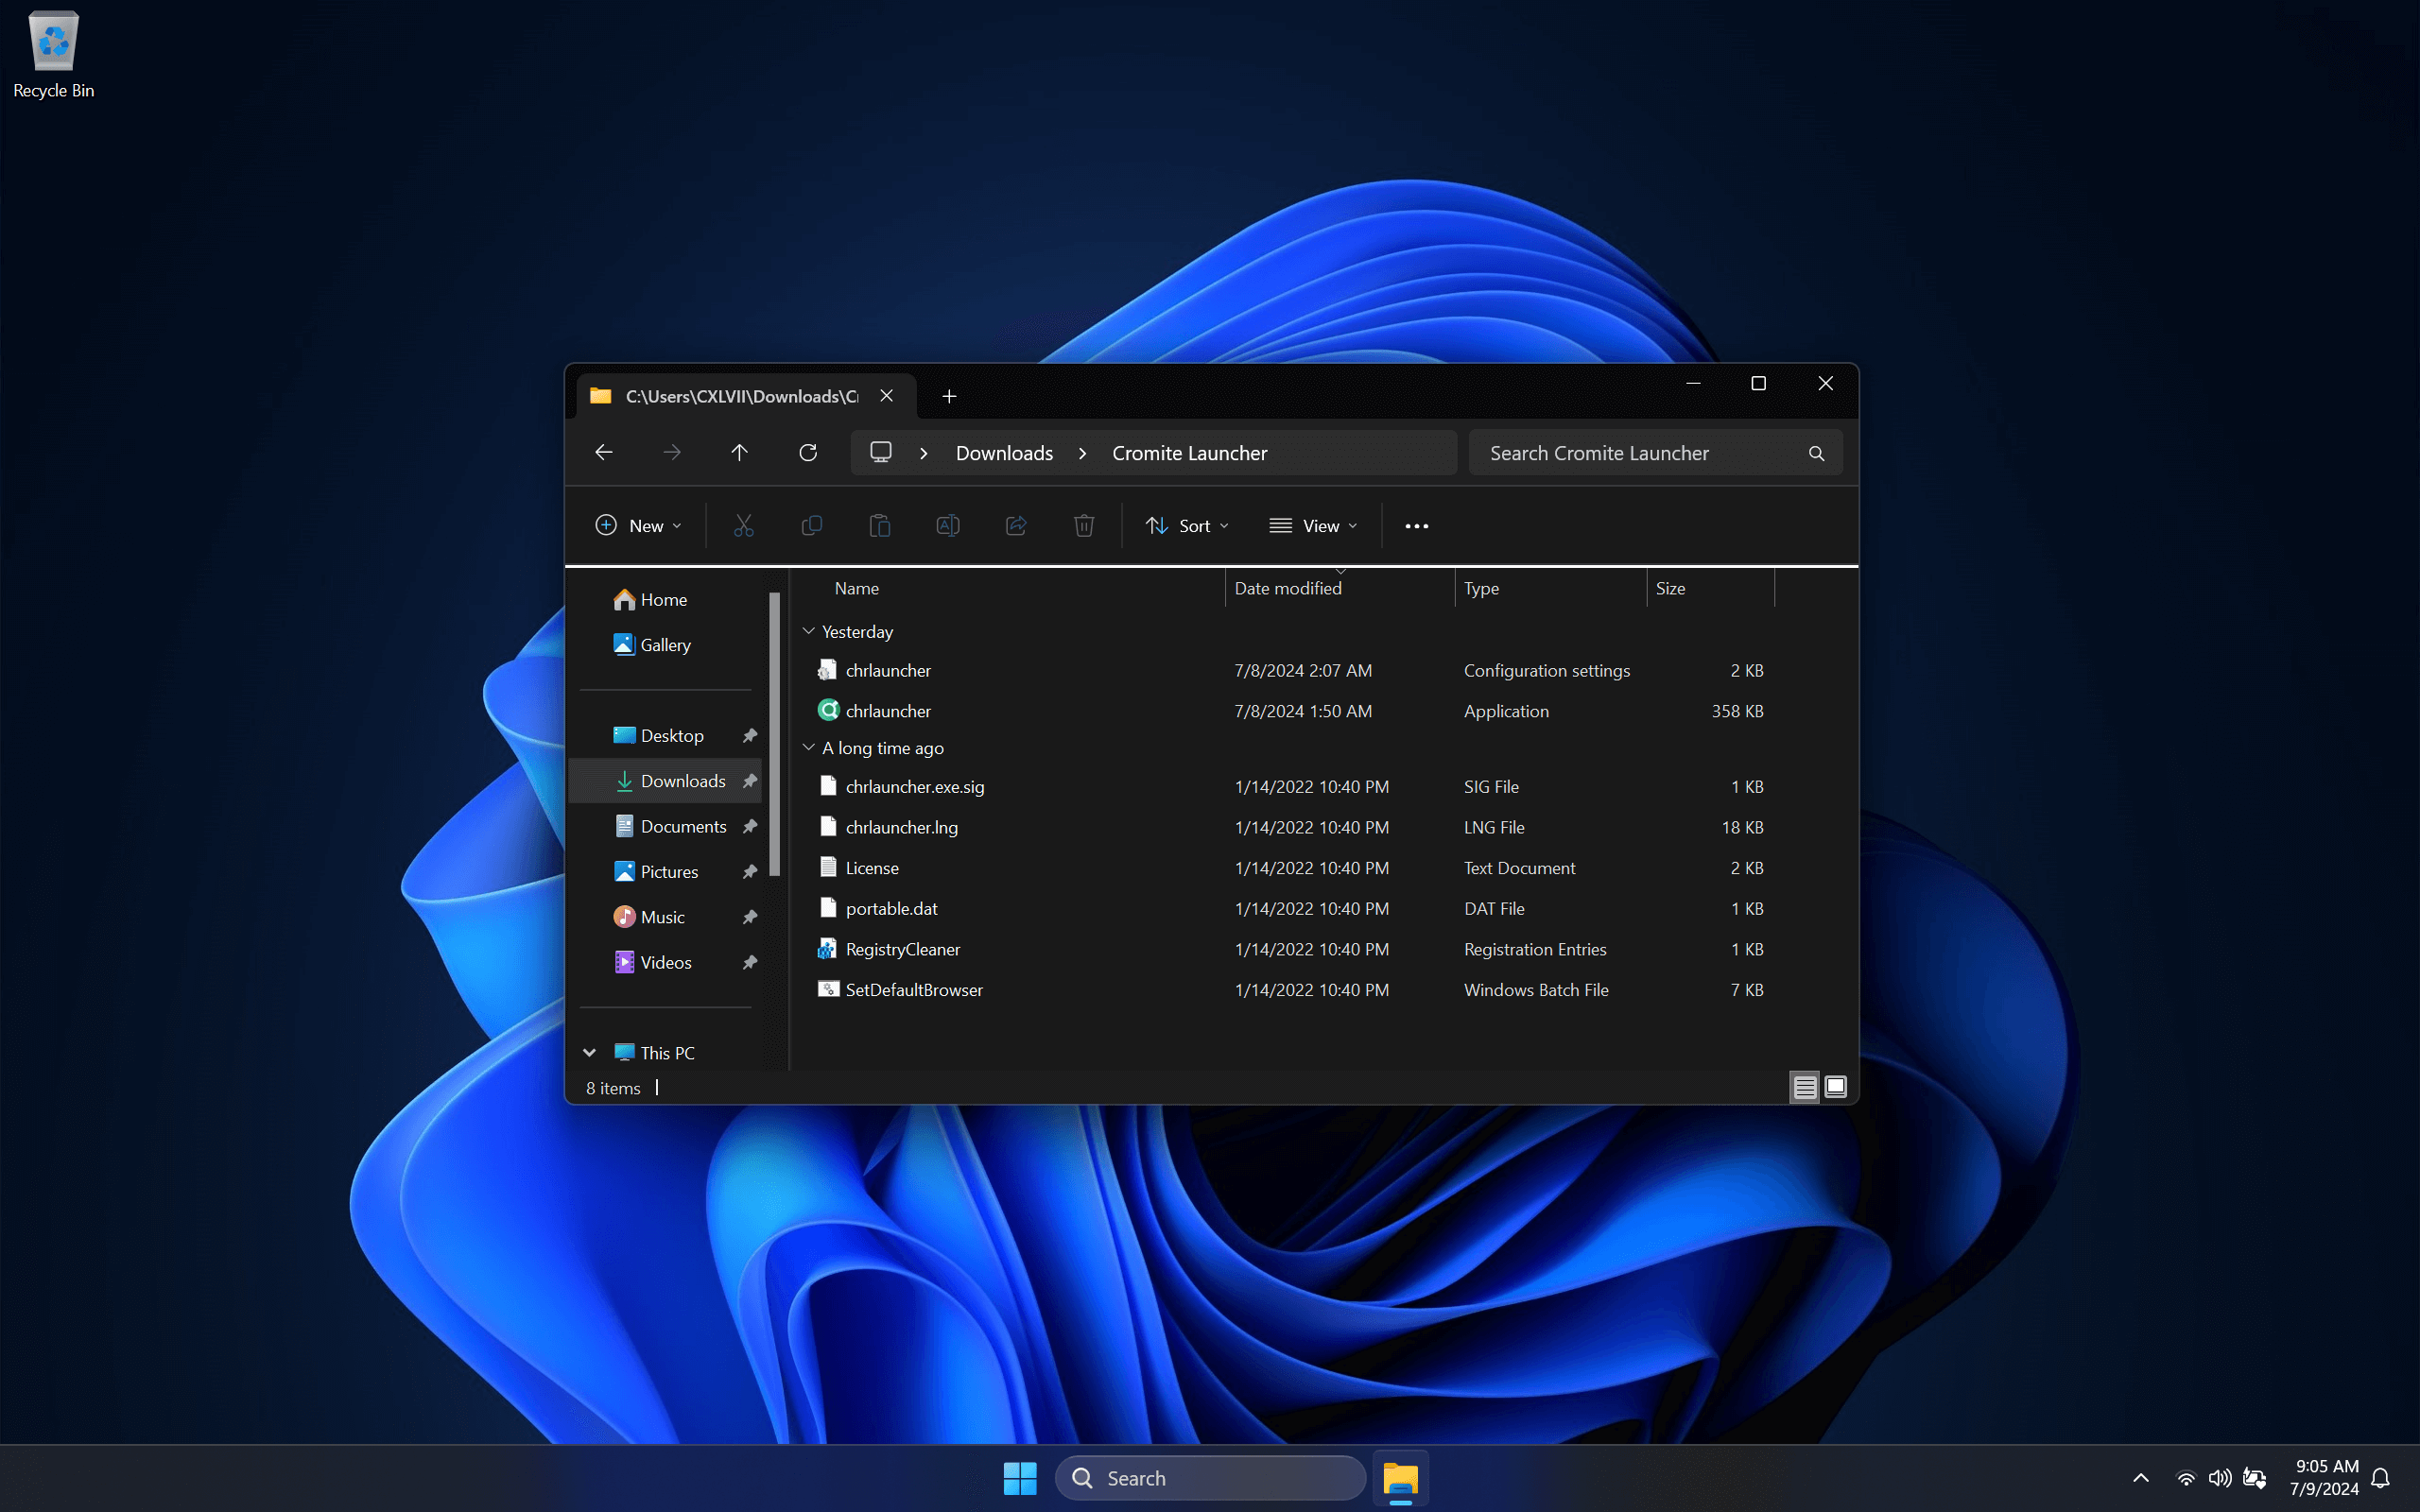 Recycle Bin
C:\Users\CXLVII\Downloads\C
Downloads
Cromite Launcher
Search Cromite Launcher
New
Sort
View
Home
Gallery
Desktop
Downloads
Documents
Pictures
Music
Videos
This PC
Name Date modified Type Size
Yesterday
chrlauncher 7/8/2024 2:07 AM Configuration settings 2 KB
chrlauncher 7/8/2024 1:50 AM Application 358 KB
A long time ago
chrlauncher.exe.sig 1/14/2022 10:40 PM SIG File 1 KB
chrlauncher.lng 1/14/2022 10:40 PM LNG File 18 KB
License 1/14/2022 10:40 PM Text Document 2 KB
portable.dat 1/14/2022 10:40 PM DAT File 1 KB
RegistryCleaner 1/14/2022 10:40 PM Registration Entries 1 KB
SetDefaultBrowser 1/14/2022 10:40 PM Windows Batch File 7 KB
8 items
Search
9:05 AM
7/9/2024